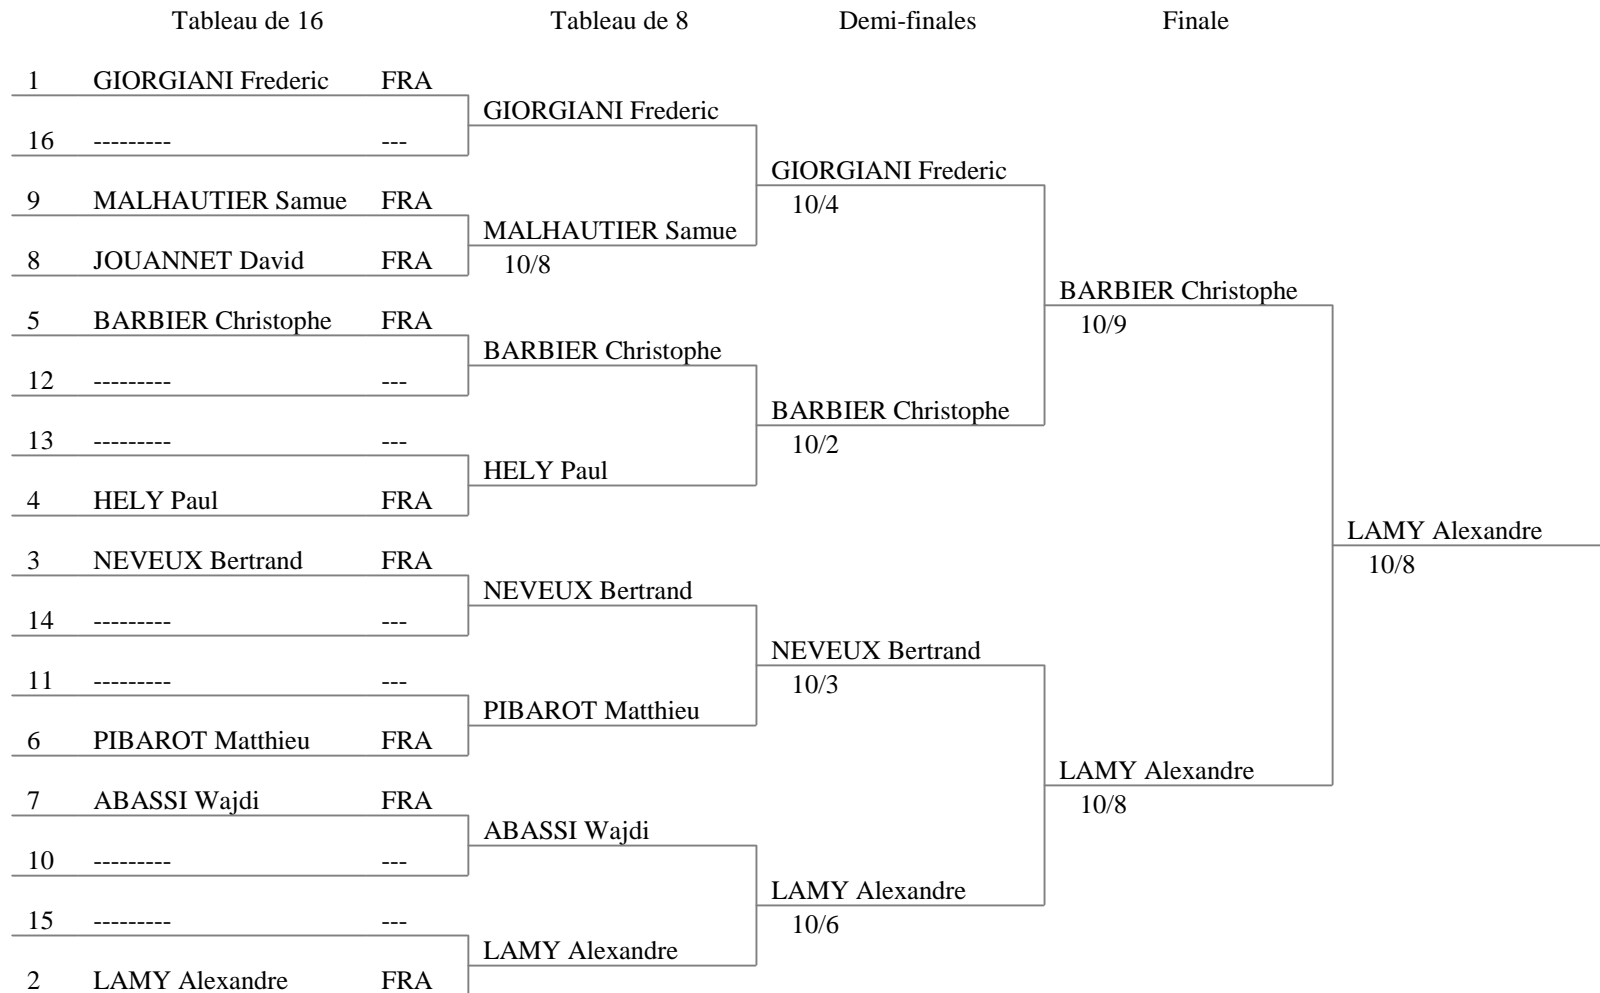 Tableau de 16 Tableau de 8 Demi-finales Finale
1 GIORGIANI Frederic FRA
GIORGIANI Frederic
16 --------- ---
GIORGIANI Frederic
10/4
9 MALHAUTIER Samue FRA
MALHAUTIER Samue
10/8
8 JOUANNET David FRA
BARBIER Christophe
10/9
5 BARBIER Christophe FRA
BARBIER Christophe
12 --------- ---
BARBIER Christophe
10/2
13 --------- ---
HELY Paul
4 HELY Paul FRA
LAMY Alexandre
10/8
3 NEVEUX Bertrand FRA
NEVEUX Bertrand
14 --------- ---
NEVEUX Bertrand
10/3
11 --------- ---
PIBAROT Matthieu
6 PIBAROT Matthieu FRA
LAMY Alexandre
10/8
7 ABASSI Wajdi FRA
ABASSI Wajdi
10 --------- ---
LAMY Alexandre
10/6
15 --------- ---
LAMY Alexandre
2 LAMY Alexandre FRA